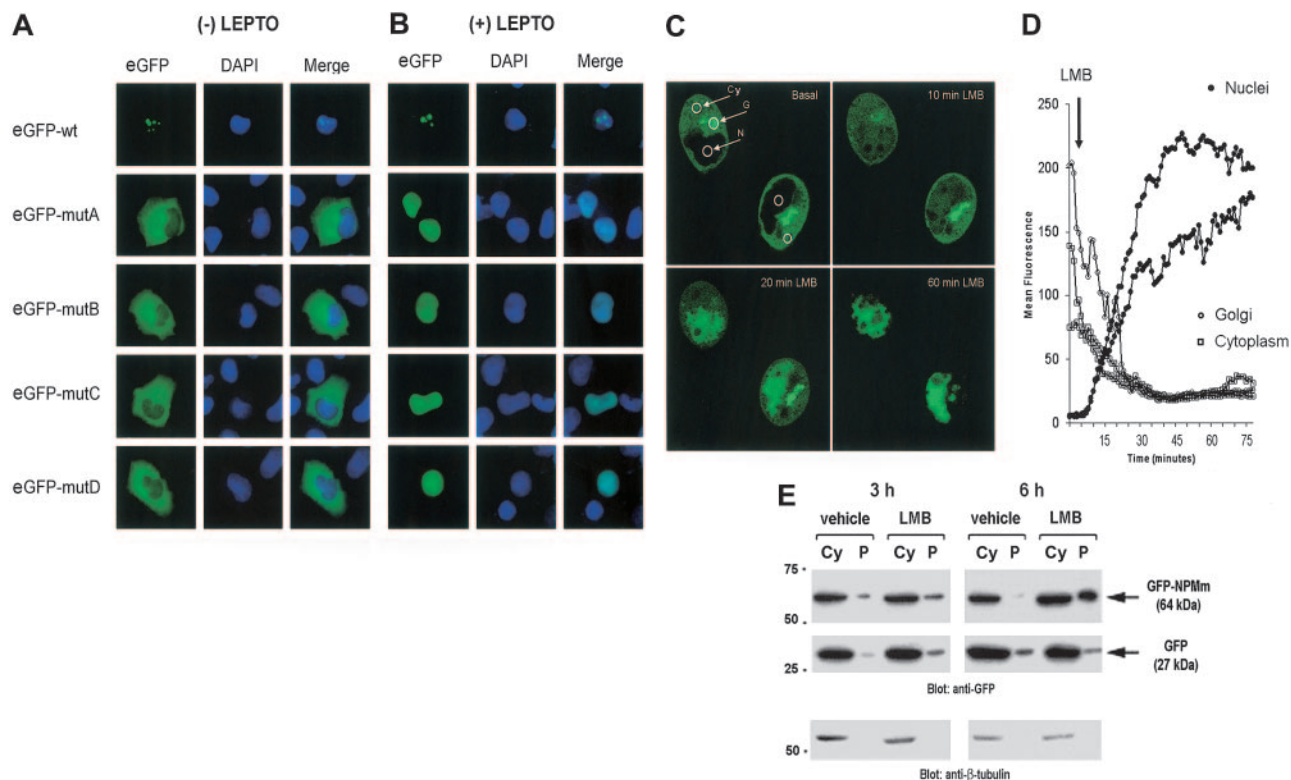 A
(-) LEPTO
eGFP
DAPI
Merge
eGFP-wt
eGFP-mutA
eGFP-mutB
eGFP-mutC
eGFP-mutD
B
(+) LEPTO
eGFP
DAPI
Merge
C
Cy
G
N
Basal
10 min LMB
20 min LMB
60 min LMB
D
LMB
Nuclei
Golgi
Cytoplasm
Mean Fluorescence
250
200
150
100
50
0
15
30
45
60
75
Time (minutes)
E
3 h
6 h
vehicle
LMB
vehicle
LMB
Cy P
Cy P
Cy P
Cy P
75
50
GFP-NPMm
(64 kDa)
25
GFP
(27 kDa)
Blot: anti-GFP
50
Blot: anti-β-tubulin